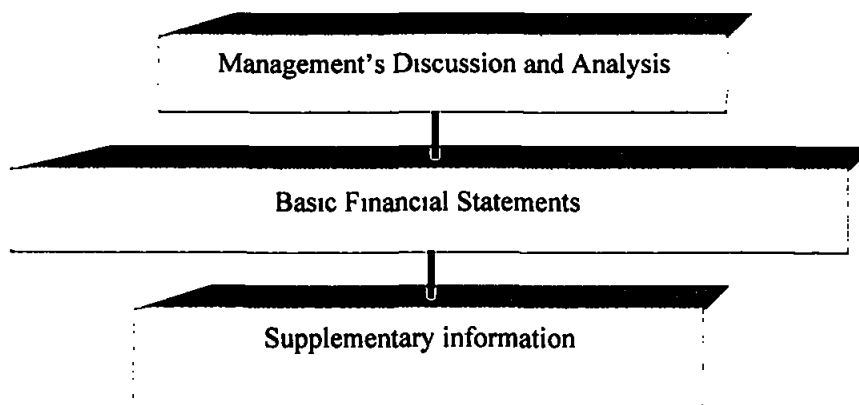 Management's Discussion and Analysis
Basic Financial Statements
Supplementary information